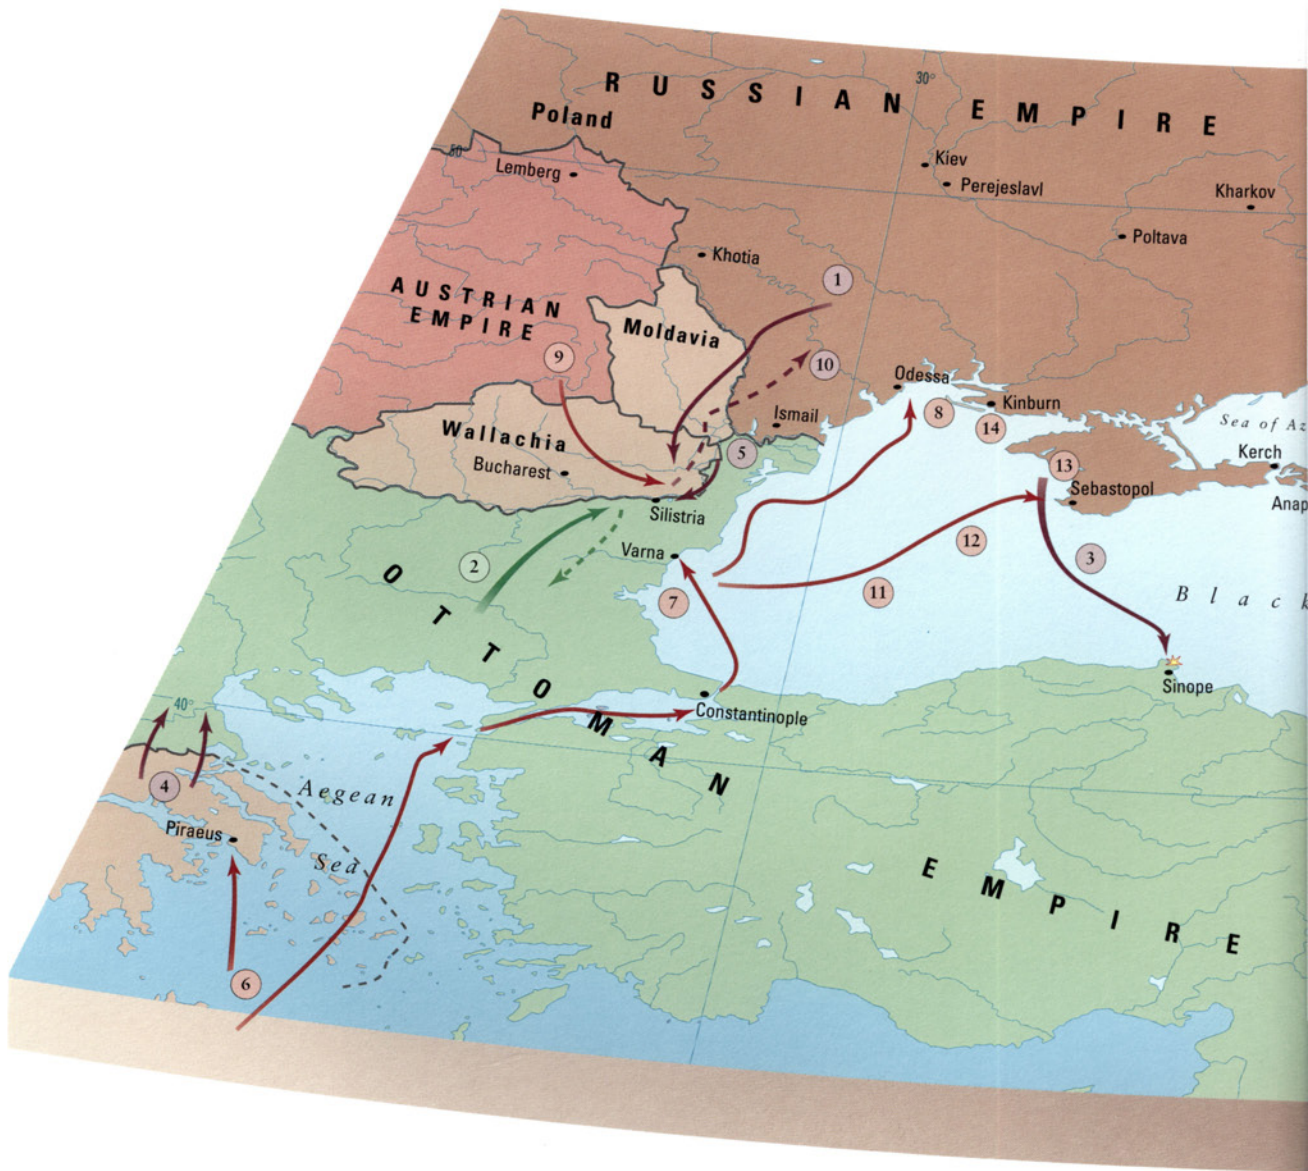 RUSSIAN EMPIRE
30°
Poland
50°
Lemberg
Kiev
Perejeslavl
Kharkov
Poltava
Khotia
1
AUSTRIAN
EMPIRE
Moldavia
9
10
Odessa
Kinburn
8
14
Ismail
Sea of Az
Wallachia
Bucharest
5
13
Kerch
Sebastopol
Anap
Silistria
Varna
12
3
2
11
7
Black
OTTOMAN
EMPIRE
Sinope
40°
Constantinople
4
Aegean
Sea
Piraeus
6